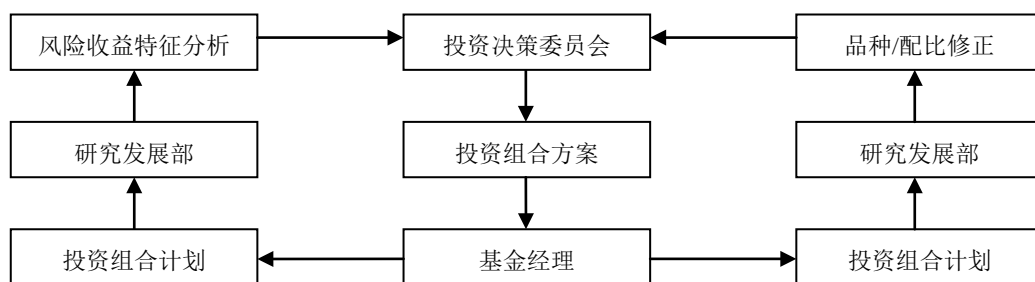 风险收益特征分析
投资决策委员会
品种/配比修正
研究发展部
投资组合方案
研究发展部
投资组合计划
基金经理
投资组合计划